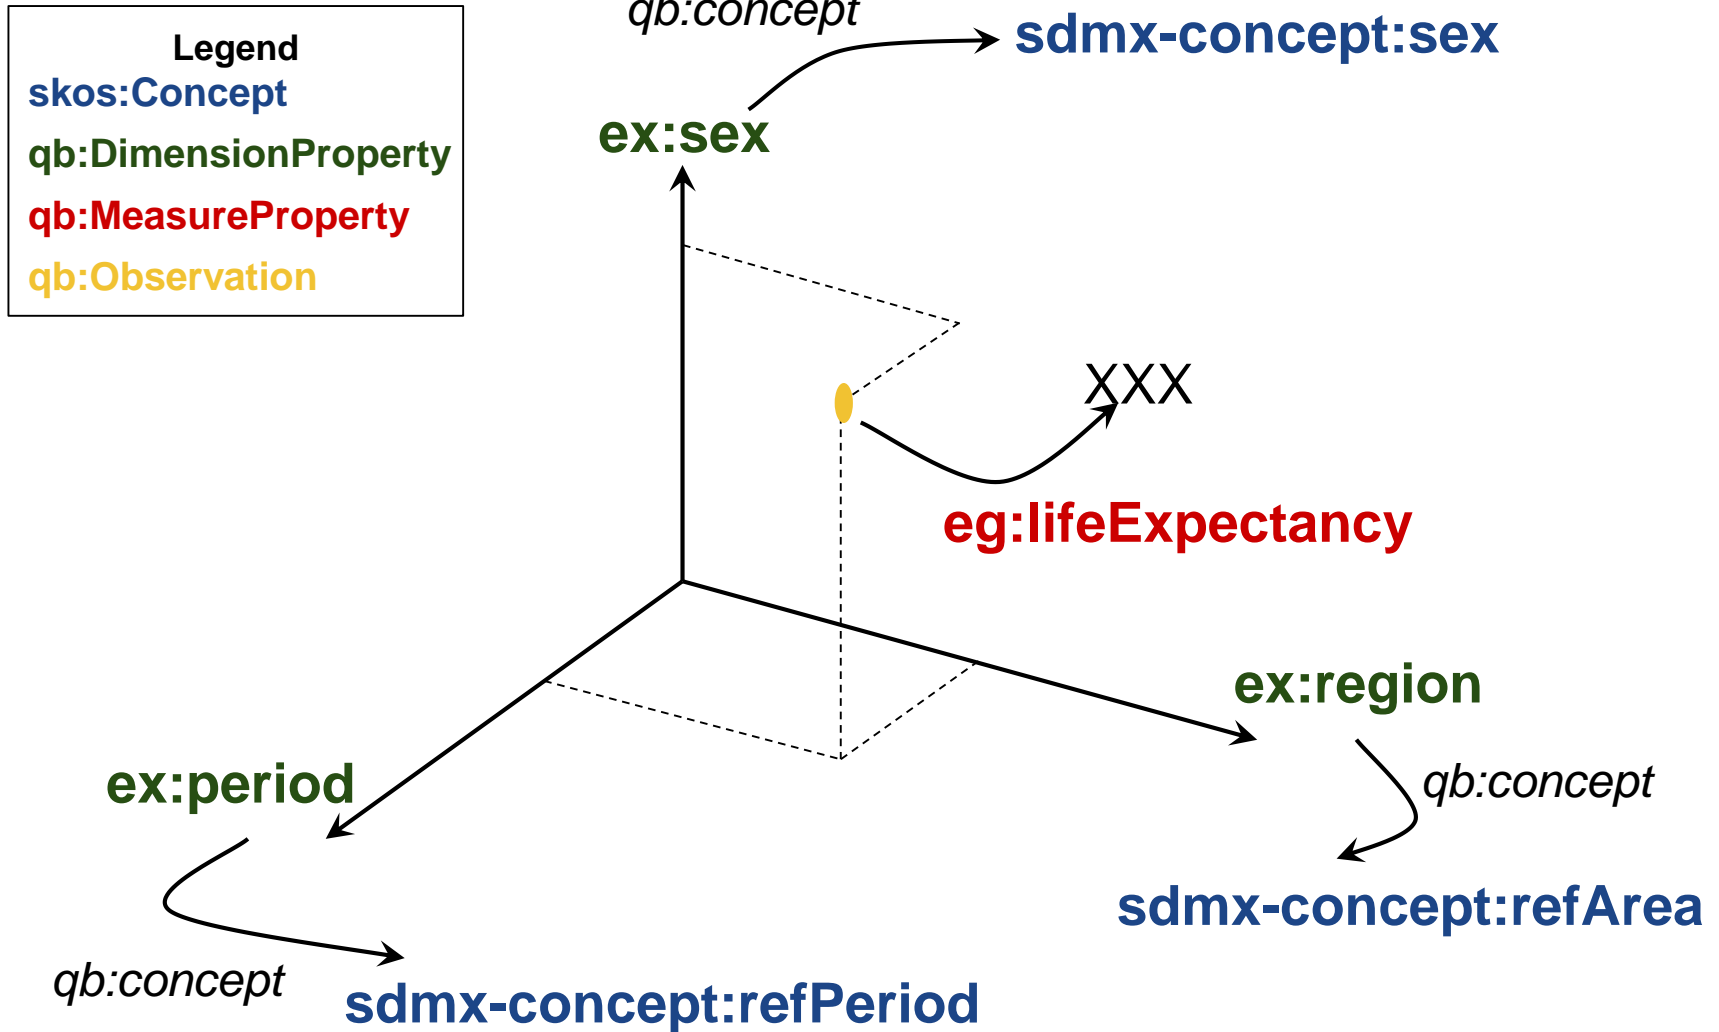 qb:concept
sdmx-concept:sex
Legend
skos:Concept
qb:DimensionProperty
qb:MeasureProperty
qb:Observation
ex:sex
XXX
eg:lifeExpectancy
ex:region
qb:concept
ex:period
sdmx-concept:refArea
qb:concept
sdmx-concept:refPeriod